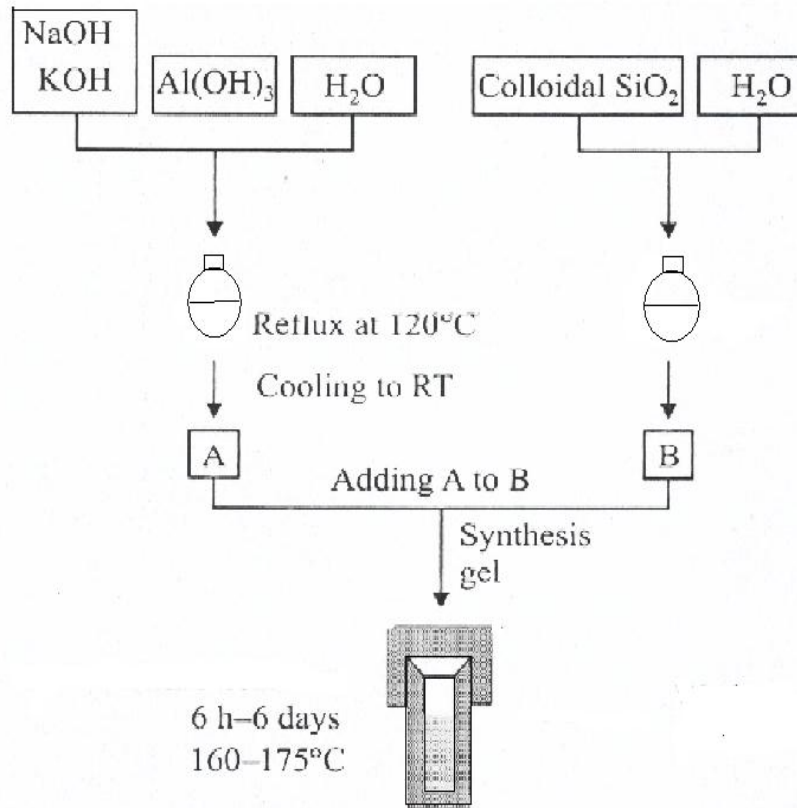 NaOH
KOH
Al(OH)₃
H₂O
Colloidal SiO₂
H₂O
Reflux at 120°C
Cooling to RT
A
B
Adding A to B
Synthesis
gel
6 h–6 days
160–175°C